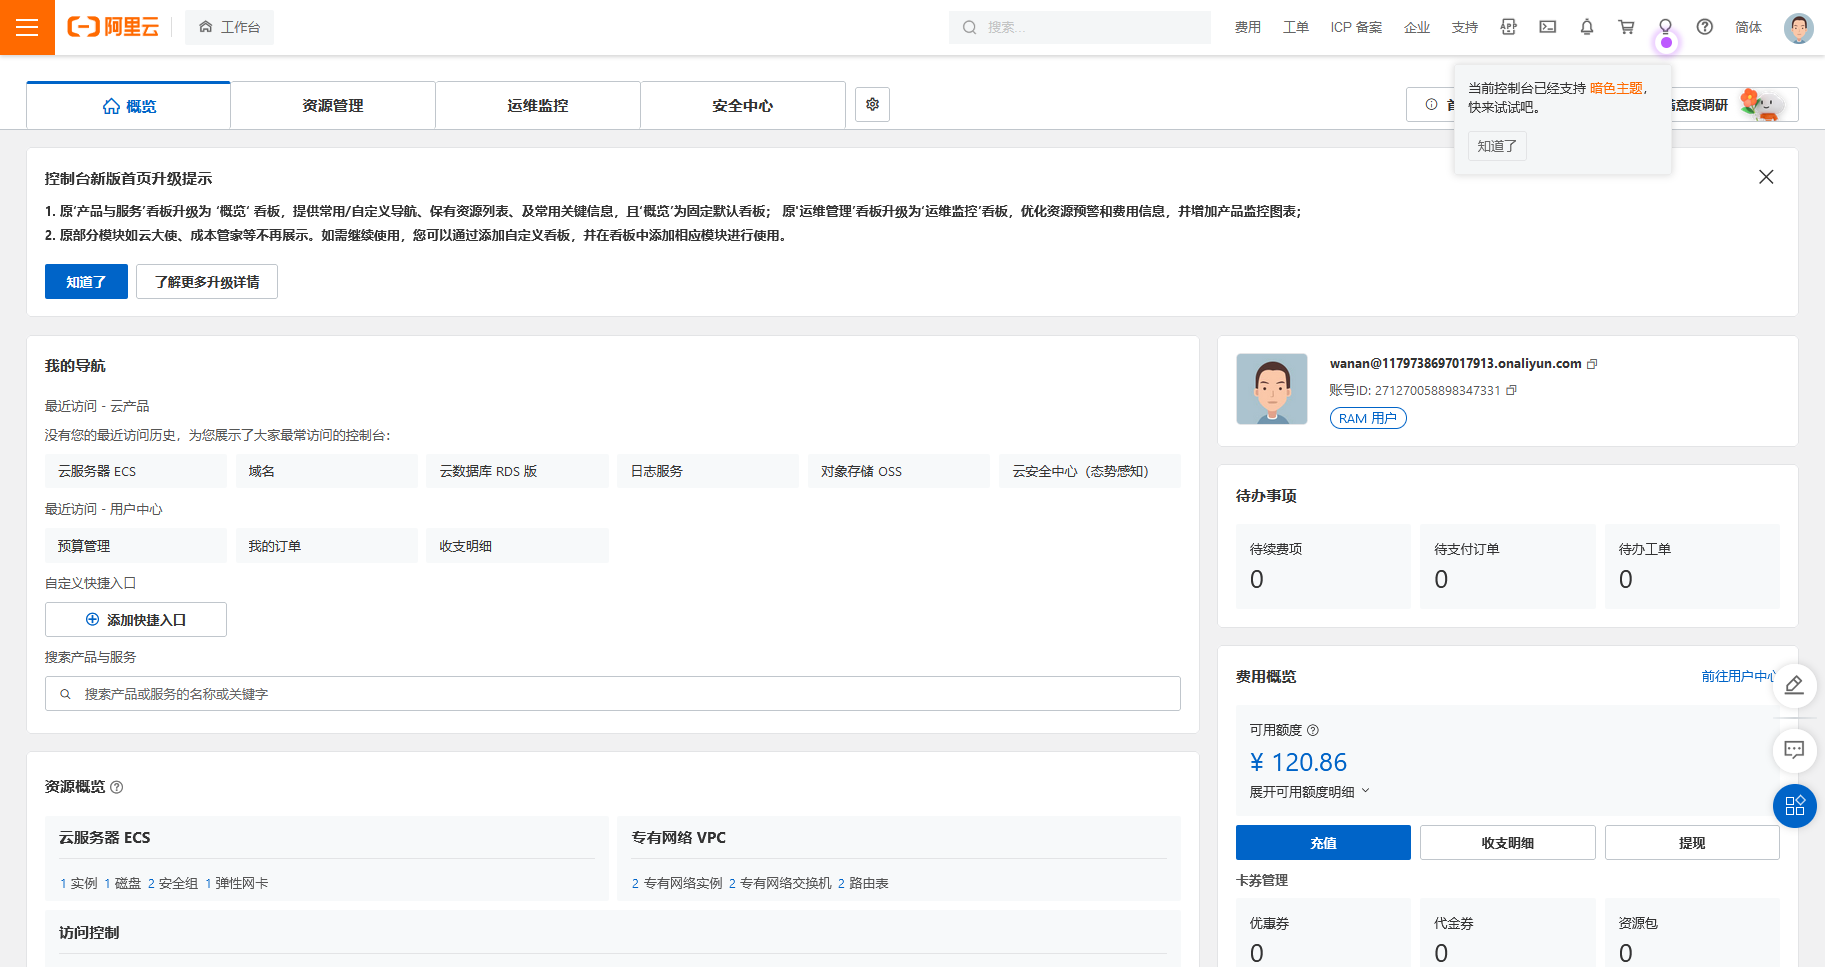 阿里云
工作台
搜索...
费用
工单
ICP 备案
企业
支持
简体
概览
资源管理
运维监控
安全中心
满意度调研
当前控制台已经支持 暗色主题，
快来试试吧。
知道了
控制台新版首页升级提示
1. 原‘产品与服务’看板升级为 ‘概览’ 看板，提供常用/自定义导航、保有资源列表、及常用关键信息，且‘概览’为固定默认看板； 原‘运维管理’看板升级为‘运维监控’看板，优化资源预警和费用信息，并增加产品监控图表；
2. 原部分模块如云大使、成本管家等不再展示。如需继续使用，您可以通过添加自定义看板，并在看板中添加相应模块进行使用。
知道了
了解更多升级详情
我的导航
最近访问 - 云产品
没有您的最近访问历史，为您展示了大家最常访问的控制台：
云服务器 ECS
域名
云数据库 RDS 版
日志服务
对象存储 OSS
云安全中心（态势感知）
最近访问 - 用户中心
预算管理
我的订单
收支明细
自定义快捷入口
添加快捷入口
搜索产品与服务
搜索产品或服务的名称或关键字
资源概览
云服务器 ECS
1 实例 1 磁盘 2 安全组 1 弹性网卡
专有网络 VPC
2 专有网络实例 2 专有网络交换机 2 路由表
访问控制
wanan@1179738697017913.onaliyun.com
账号ID: 271270058898347331
RAM 用户
待办事项
待续费项
0
待支付订单
0
待办工单
0
费用概览
前往用户中心
可用额度
¥ 120.86
展开可用额度明细
充值
收支明细
提现
卡券管理
优惠券
0
代金券
0
资源包
0